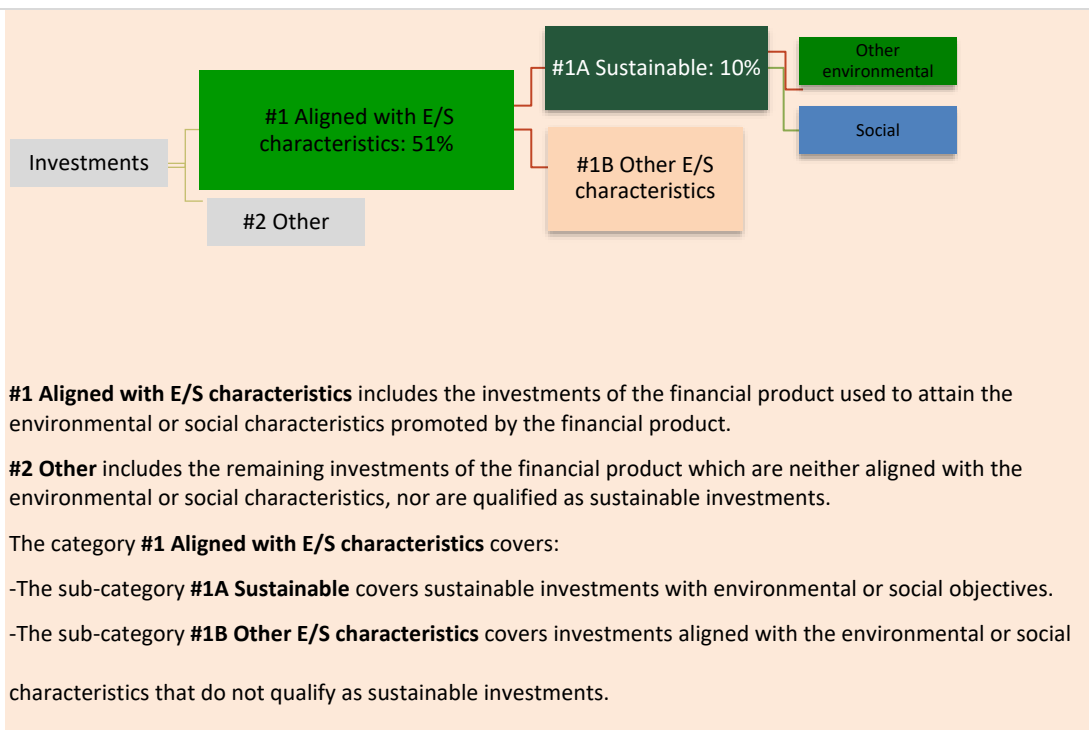 Investments
#1 Aligned with E/S
characteristics: 51%
#2 Other
#1A Sustainable: 10%
#1B Other E/S
characteristics
Other
environmental
Social
#1 Aligned with E/S characteristics includes the investments of the financial product used to attain the
environmental or social characteristics promoted by the financial product.
#2 Other includes the remaining investments of the financial product which are neither aligned with the
environmental or social characteristics, nor are qualified as sustainable investments.
The category #1 Aligned with E/S characteristics covers:
-The sub-category #1A Sustainable covers sustainable investments with environmental or social objectives.
-The sub-category #1B Other E/S characteristics covers investments aligned with the environmental or social
characteristics that do not qualify as sustainable investments.